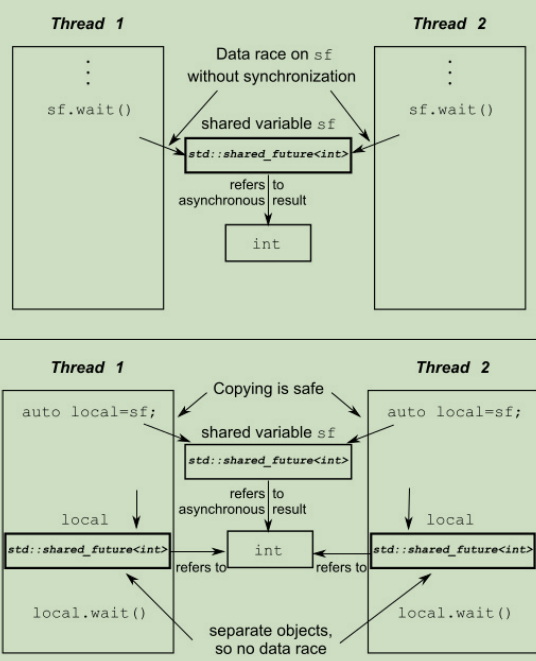 Thread 1
Thread 2
Data race on sf
without synchronization
sf.wait()
sf.wait()
shared variable sf
std::shared_future<int>
refers to
asynchronous result
int
Thread 1
Thread 2
Copying is safe
auto local=sf;
auto local=sf;
shared variable sf
std::shared_future<int>
refers to
asynchronous result
local
local
std::shared_future<int>
int
std::shared_future<int>
refers to
refers to
local.wait()
local.wait()
separate objects,
so no data race